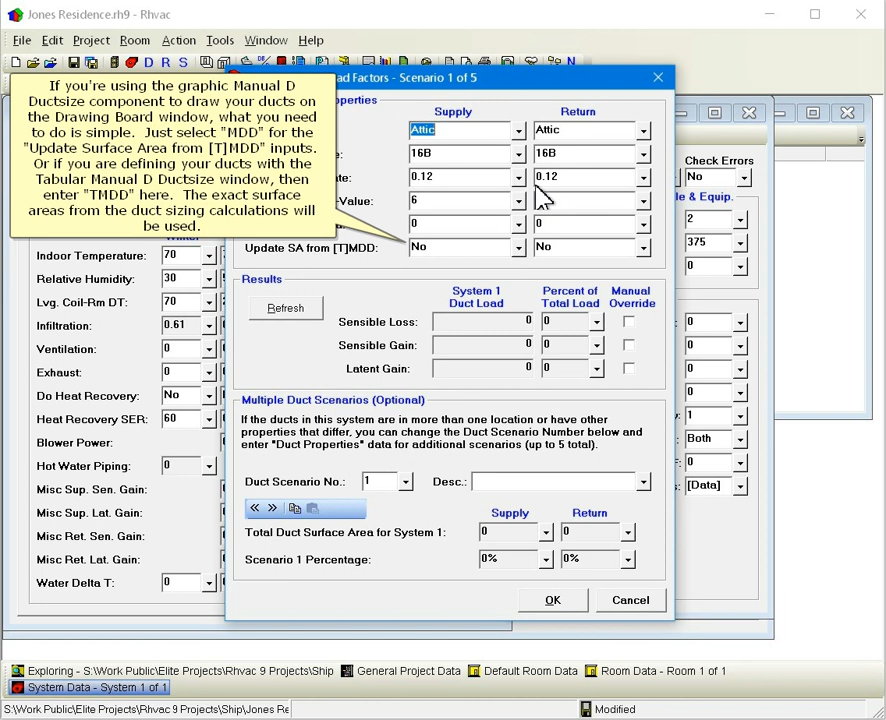 Jones Residence.rh9 - Rhvac
File Edit Project Room Action Tools Window Help
D R S N
If you're using the graphic Manual D
Ductsize component to draw your ducts on
the Drawing Board window, what you need
to do is simple. Just select "MDD" for the
"Update Surface Area from [T]MDD" inputs.
Or if you are defining your ducts with the
Tabular Manual D Ductsize window, then
enter "TMDD" here. The exact surface
areas from the duct sizing calculations will
be used.
Factors - Scenario 1 of 5
Supply Return
Attic Attic
16B 16B
0.12 0.12
-Value: 6
0 0
Update SA from [T]MDD: No No
Results
Refresh
System 1
Duct Load
Percent of
Total Load
Manual
Override
Sensible Loss: 0 0
Sensible Gain: 0 0
Latent Gain: 0 0
Multiple Duct Scenarios (Optional)
If the ducts in this system are in more than one location or have other
properties that differ, you can change the Duct Scenario Number below and
enter "Duct Properties" data for additional scenarios (up to 5 total).
Duct Scenario No.: 1 Desc.:
Supply Return
Total Duct Surface Area for System 1: 0 0
Scenario 1 Percentage: 0% 0%
OK Cancel
Indoor Temperature: 70
Relative Humidity: 30
Lvg. Coil-Rm DT: 70
Infiltration: 0.61
Ventilation: 0
Exhaust: 0
Do Heat Recovery: No
Heat Recovery SER: 60
Blower Power:
Hot Water Piping: 0
Misc Sup. Sen. Gain:
Misc Sup. Lat. Gain:
Misc Ret. Sen. Gain:
Misc Ret. Lat. Gain:
Water Delta T: 0
Check Errors
No
& Equip.
2
375
0
0
0
0
0
1
Both
0
[Data]
Exploring - S:\Work Public\Elite Projects\Rhvac 9 Projects\Ship General Project Data Default Room Data Room Data - Room 1 of 1
System Data - System 1 of 1
S:\Work Public\Elite Projects\Rhvac 9 Projects\Ship\Jones Re Modified